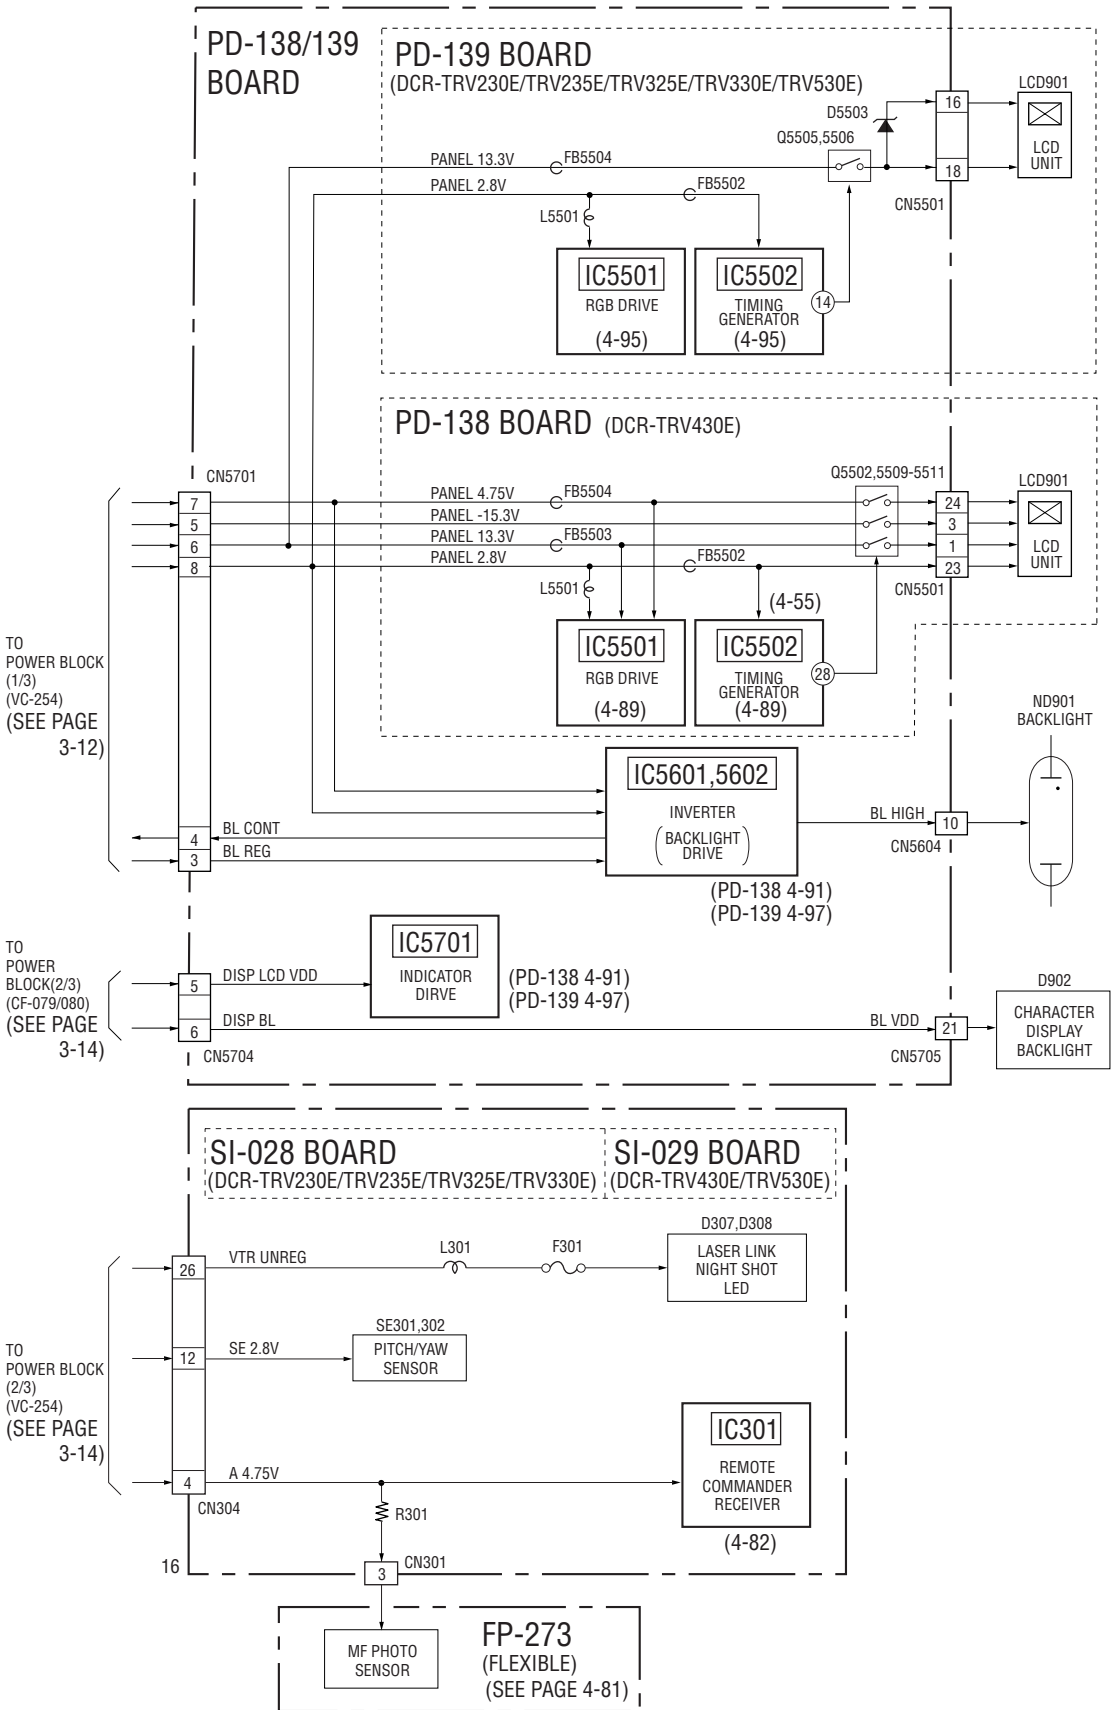 PD-138/139
BOARD
PD-139 BOARD
(DCR-TRV230E/TRV235E/TRV325E/TRV330E/TRV530E)
LCD901
D5503
16
Q5505,5506
LCD
UNIT
PANEL 13.3V
FB5504
18
PANEL 2.8V
FB5502
CN5501
L5501
IC5501
RGB DRIVE
(4-95)
IC5502
TIMING
GENERATOR
(4-95)
14
PD-138 BOARD (DCR-TRV430E)
CN5701
Q5502,5509-5511
LCD901
7
PANEL 4.75V
FB5504
24
5
PANEL -15.3V
3
6
PANEL 13.3V
FB5503
1
8
PANEL 2.8V
FB5502
23
LCD
UNIT
CN5501
L5501
(4-55)
IC5501
RGB DRIVE
(4-89)
IC5502
TIMING
GENERATOR
(4-89)
28
TO
POWER BLOCK
(1/3)
(VC-254)
(SEE PAGE
3-12)
ND901
BACKLIGHT
IC5601,5602
INVERTER
(BACKLIGHT
DRIVE)
BL HIGH
10
CN5604
4
BL CONT
3
BL REG
(PD-138 4-91)
(PD-139 4-97)
TO
POWER
BLOCK(2/3)
(CF-079/080)
(SEE PAGE
3-14)
IC5701
INDICATOR
DIRVE
(PD-138 4-91)
(PD-139 4-97)
5
DISP LCD VDD
6
DISP BL
BL VDD
21
CN5704
CN5705
D902
CHARACTER
DISPLAY
BACKLIGHT
SI-028 BOARD
(DCR-TRV230E/TRV235E/TRV325E/TRV330E)
SI-029 BOARD
(DCR-TRV430E/TRV530E)
D307,D308
26
VTR UNREG
L301
F301
LASER LINK
NIGHT SHOT
LED
SE301,302
12
SE 2.8V
PITCH/YAW
SENSOR
TO
POWER BLOCK
(2/3)
(VC-254)
(SEE PAGE
3-14)
IC301
REMOTE
COMMANDER
RECEIVER
(4-82)
4
A 4.75V
CN304
R301
16
3
CN301
MF PHOTO
SENSOR
FP-273
(FLEXIBLE)
(SEE PAGE 4-81)